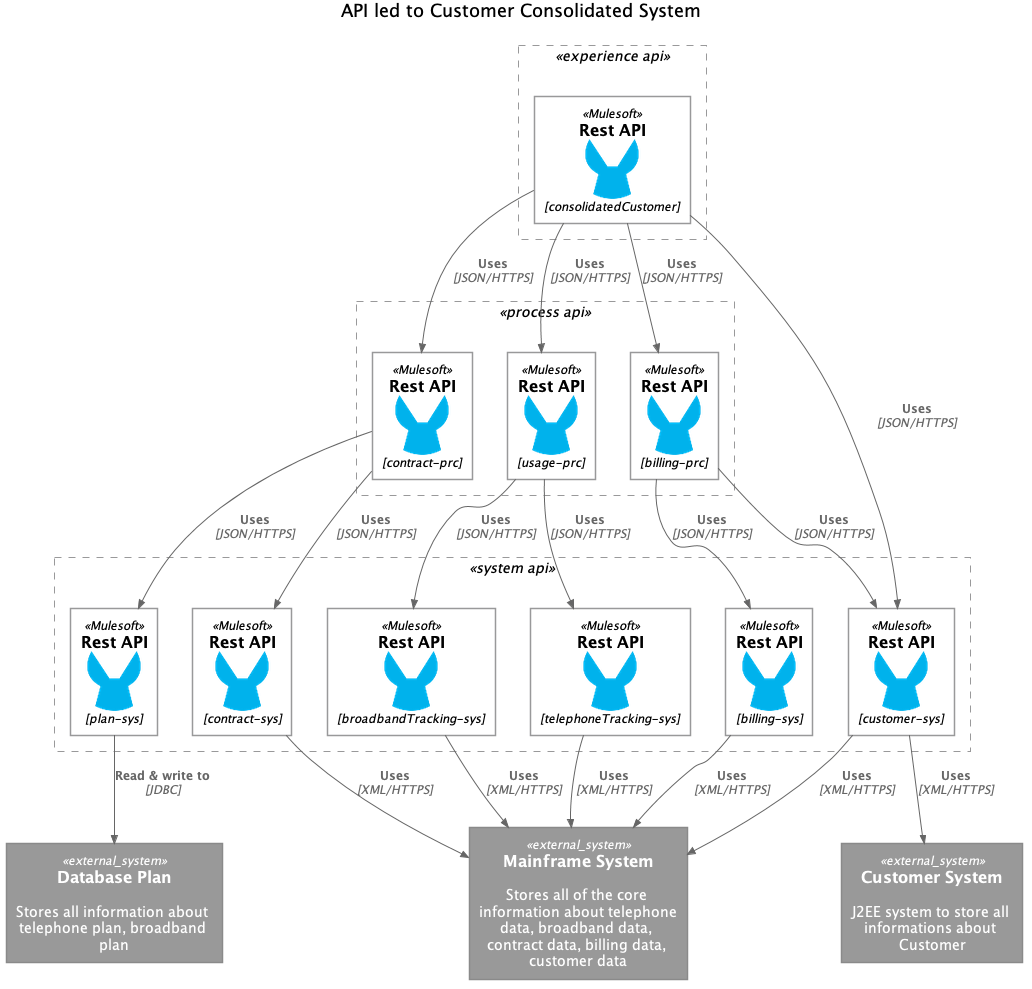 API led to Customer Consolidated System
«experience api»
«Mulesoft»
Rest API
[consolidatedCustomer]
Uses
[JSON/HTTPS]
Uses
[JSON/HTTPS]
Uses
[JSON/HTTPS]
«process api»
«Mulesoft»
Rest API
[contract-prc]
«Mulesoft»
Rest API
[usage-prc]
«Mulesoft»
Rest API
[billing-prc]
Uses
[JSON/HTTPS]
Uses
[JSON/HTTPS]
Uses
[JSON/HTTPS]
Uses
[JSON/HTTPS]
Uses
[JSON/HTTPS]
Uses
[JSON/HTTPS]
Uses
[JSON/HTTPS]
«system api»
«Mulesoft»
Rest API
[plan-sys]
«Mulesoft»
Rest API
[contract-sys]
«Mulesoft»
Rest API
[broadbandTracking-sys]
«Mulesoft»
Rest API
[telephoneTracking-sys]
«Mulesoft»
Rest API
[billing-sys]
«Mulesoft»
Rest API
[customer-sys]
Read & write to
[JDBC]
Uses
[XML/HTTPS]
Uses
[XML/HTTPS]
Uses
[XML/HTTPS]
Uses
[XML/HTTPS]
Uses
[XML/HTTPS]
Uses
[XML/HTTPS]
«external_system»
Database Plan
Stores all information about
telephone plan, broadband
plan
«external_system»
Mainframe System
Stores all of the core
information about telephone
data, broadband data,
contract data, billing data,
customer data
«external_system»
Customer System
J2EE system to store all
informations about
Customer